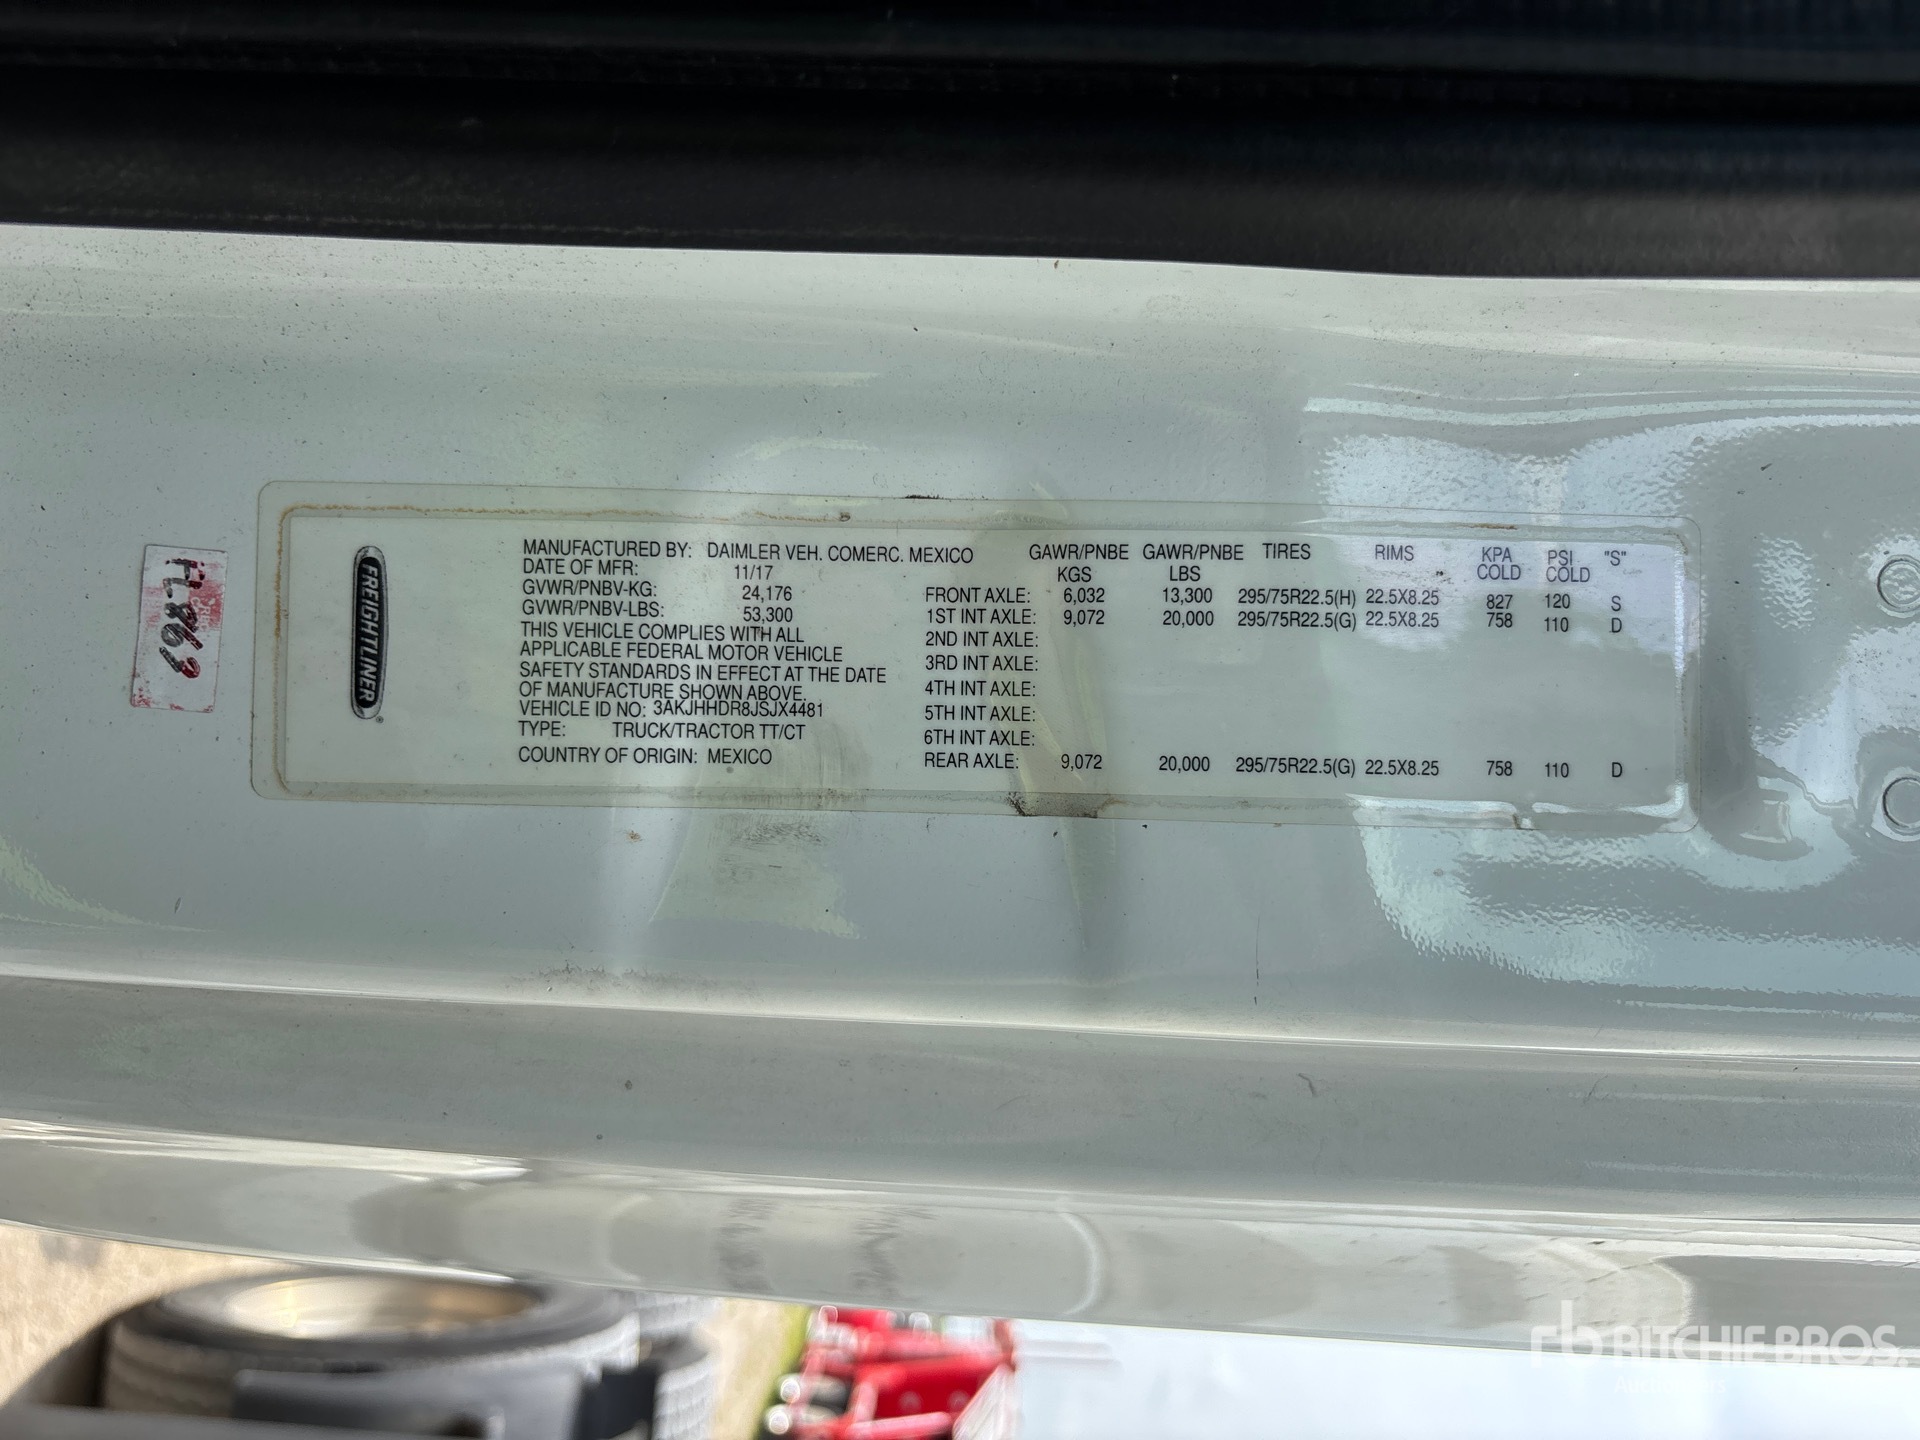 FL8867
FREIGHTLINER
MANUFACTURED BY: DAIMLER VEH. COMERC. MEXICO
DATE OF MFR: 11/17
GVWR/PNBV-KG: 24,176
GVWR/PNBV-LBS: 53,300
THIS VEHICLE COMPLIES WITH ALL
APPLICABLE FEDERAL MOTOR VEHICLE
SAFETY STANDARDS IN EFFECT AT THE DATE
OF MANUFACTURE SHOWN ABOVE.
VEHICLE ID NO: 3AKJHHDR8JSJX4481
TYPE: TRUCK/TRACTOR TT/CT
COUNTRY OF ORIGIN: MEXICO
GAWR/PNBE KGS GAWR/PNBE LBS TIRES RIMS KPA COLD PSI COLD "S"
FRONT AXLE: 6,032 13,300 295/75R22.5(H) 22.5X8.25 827 120 S
1ST INT AXLE: 9,072 20,000 295/75R22.5(G) 22.5X8.25 758 110 D
2ND INT AXLE:
3RD INT AXLE:
4TH INT AXLE:
5TH INT AXLE:
6TH INT AXLE:
REAR AXLE: 9,072 20,000 295/75R22.5(G) 22.5X8.25 758 110 D
rb RITCHIE BROS.
Auctioneers